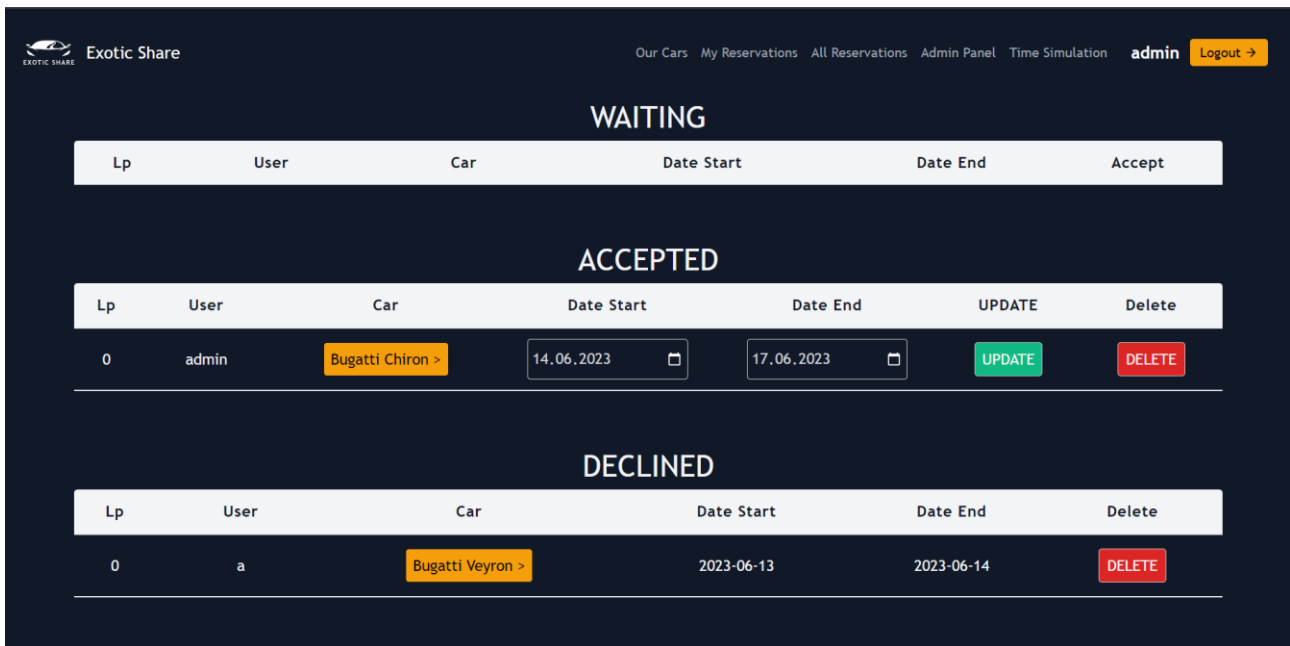 EXOTIC SHARE Exotic Share Our Cars My Reservations All Reservations Admin Panel Time Simulation admin Logout →
WAITING
Lp User Car Date Start Date End Accept
ACCEPTED
Lp User Car Date Start Date End UPDATE Delete
0 admin Bugatti Chiron > 14.06.2023 17.06.2023 UPDATE DELETE
DECLINED
Lp User Car Date Start Date End Delete
0 a Bugatti Veyron > 2023-06-13 2023-06-14 DELETE